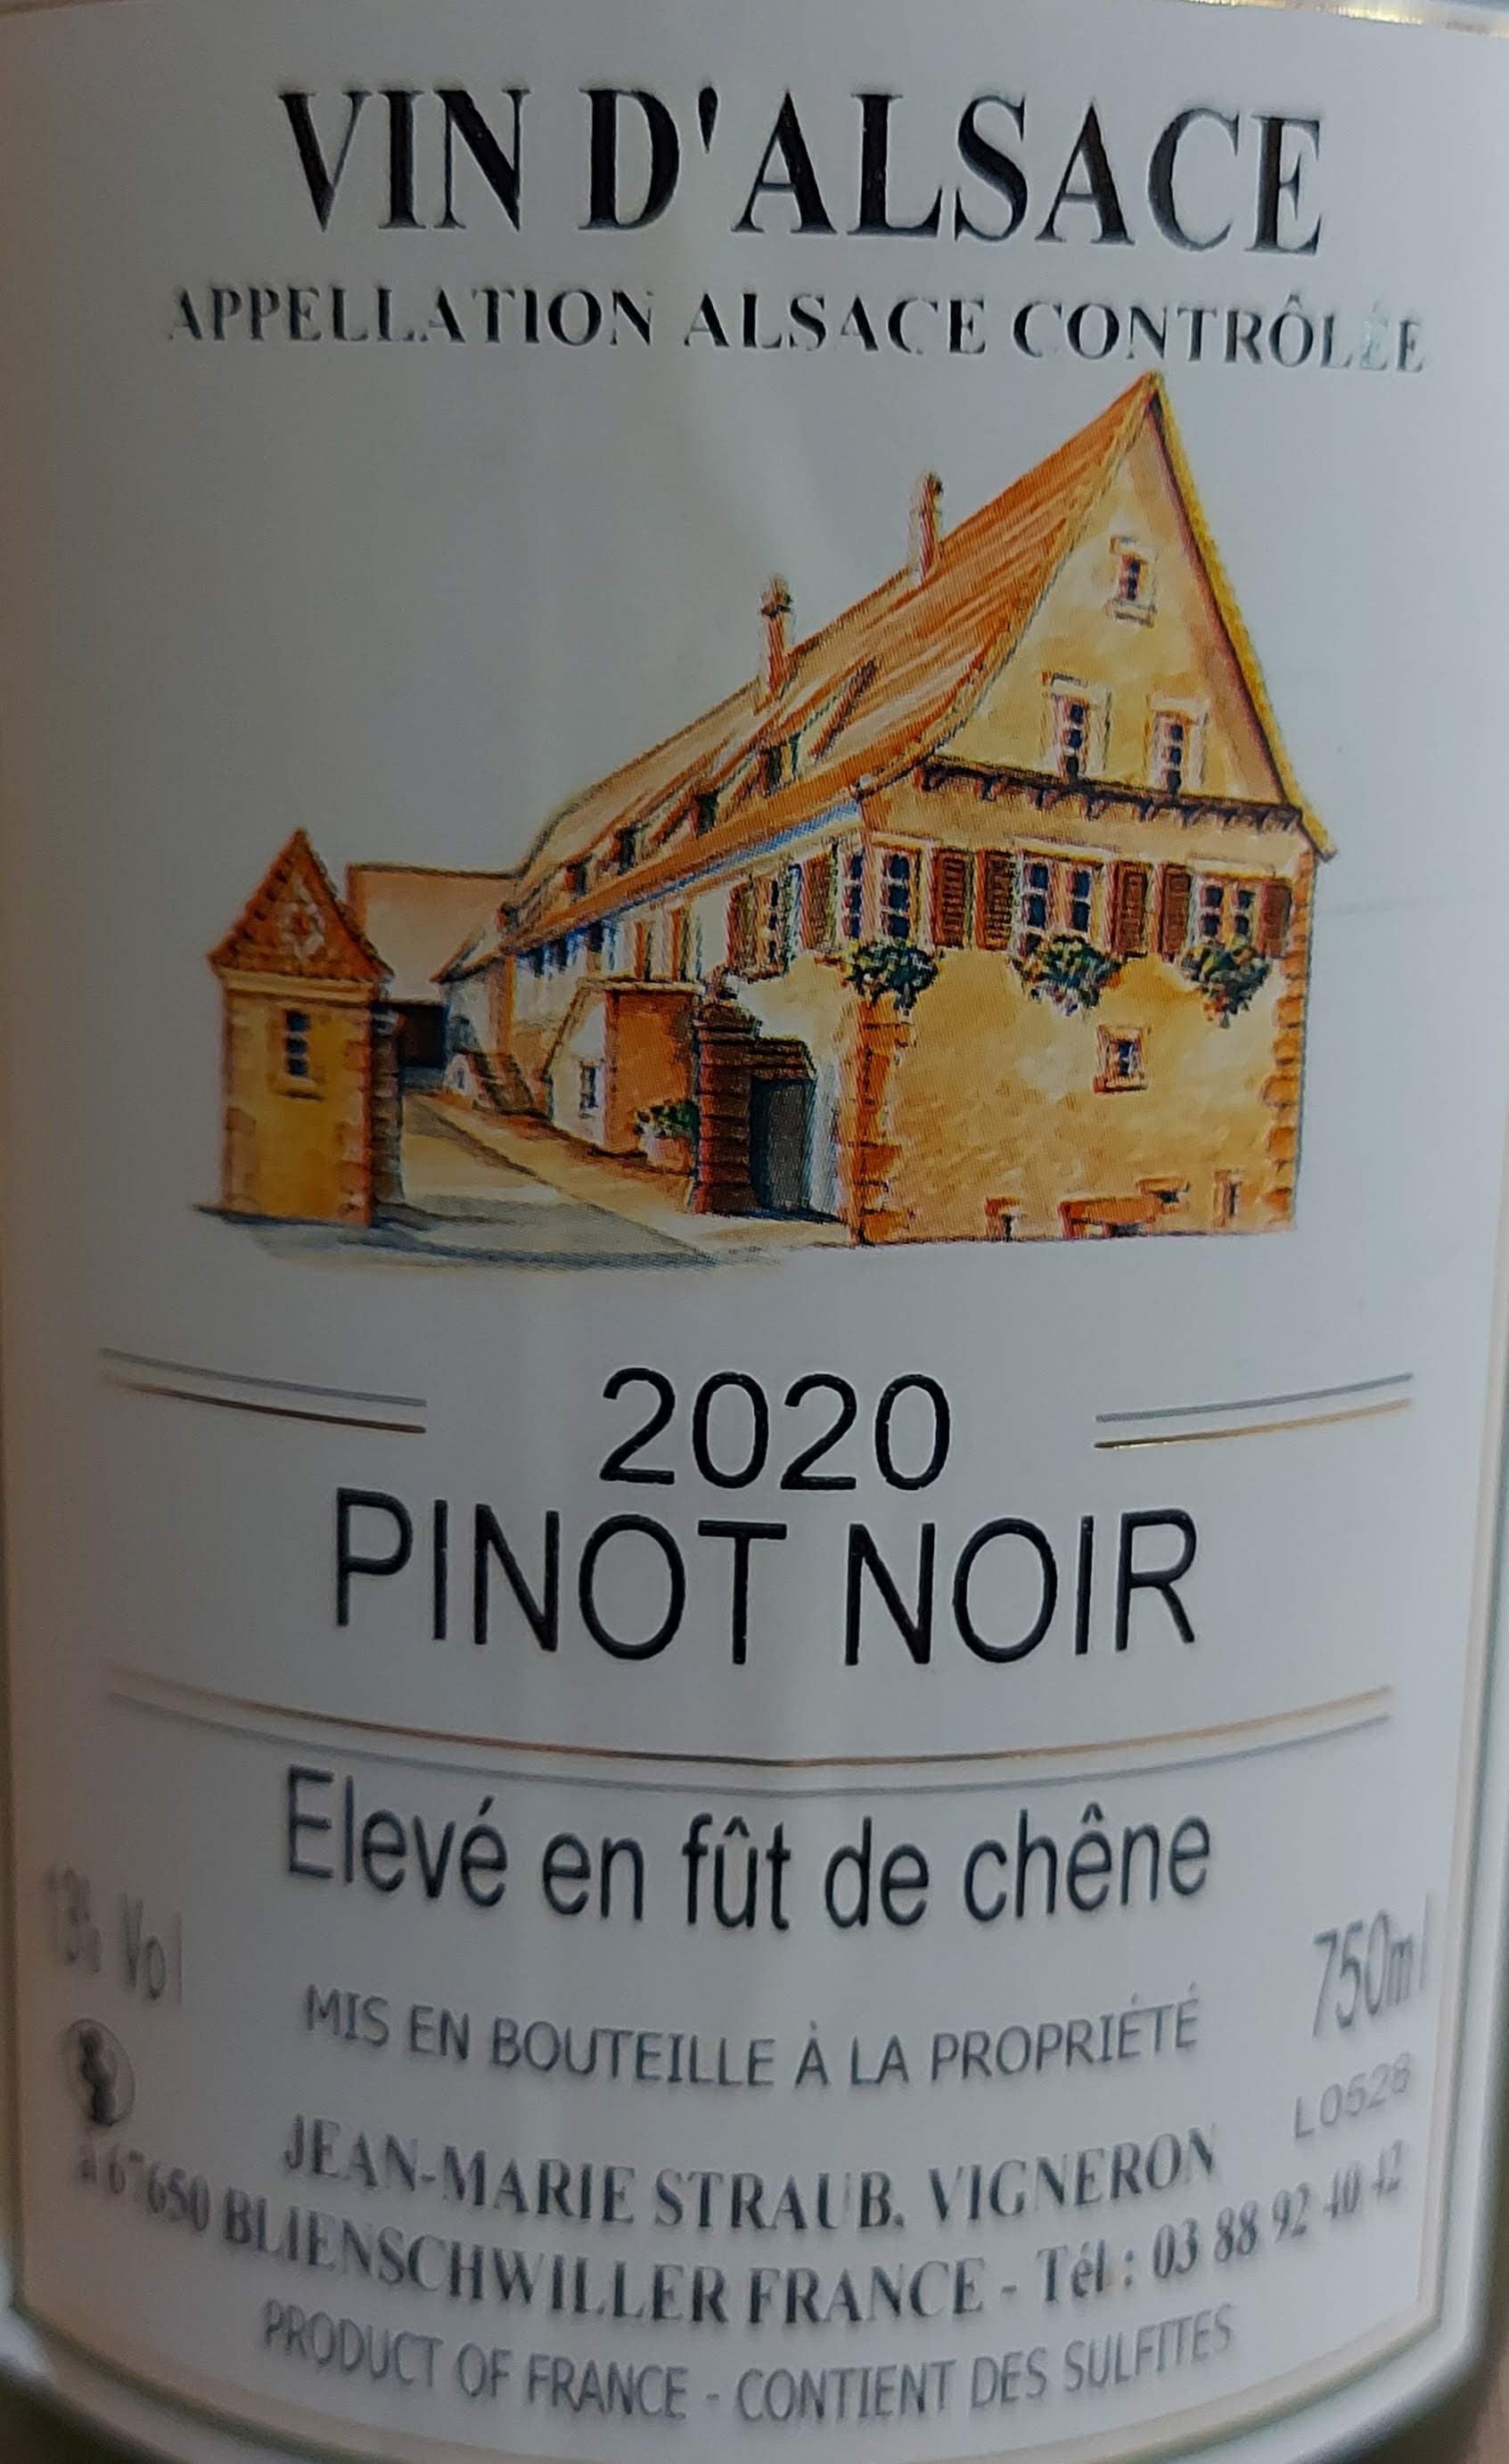 VIN D'ALSACE
APPELLATION ALSACE CONTRÔLÉE
2020
PINOT NOIR
Elevé en fût de chêne
13% Vol
750ml
MIS EN BOUTEILLE À LA PROPRIÉTÉ
L0528
JEAN-MARIE STRAUB, VIGNERON
à 67650 BLIENSCHWILLER FRANCE - Tél : 03 88 92 40 42
PRODUCT OF FRANCE - CONTIENT DES SULFITES